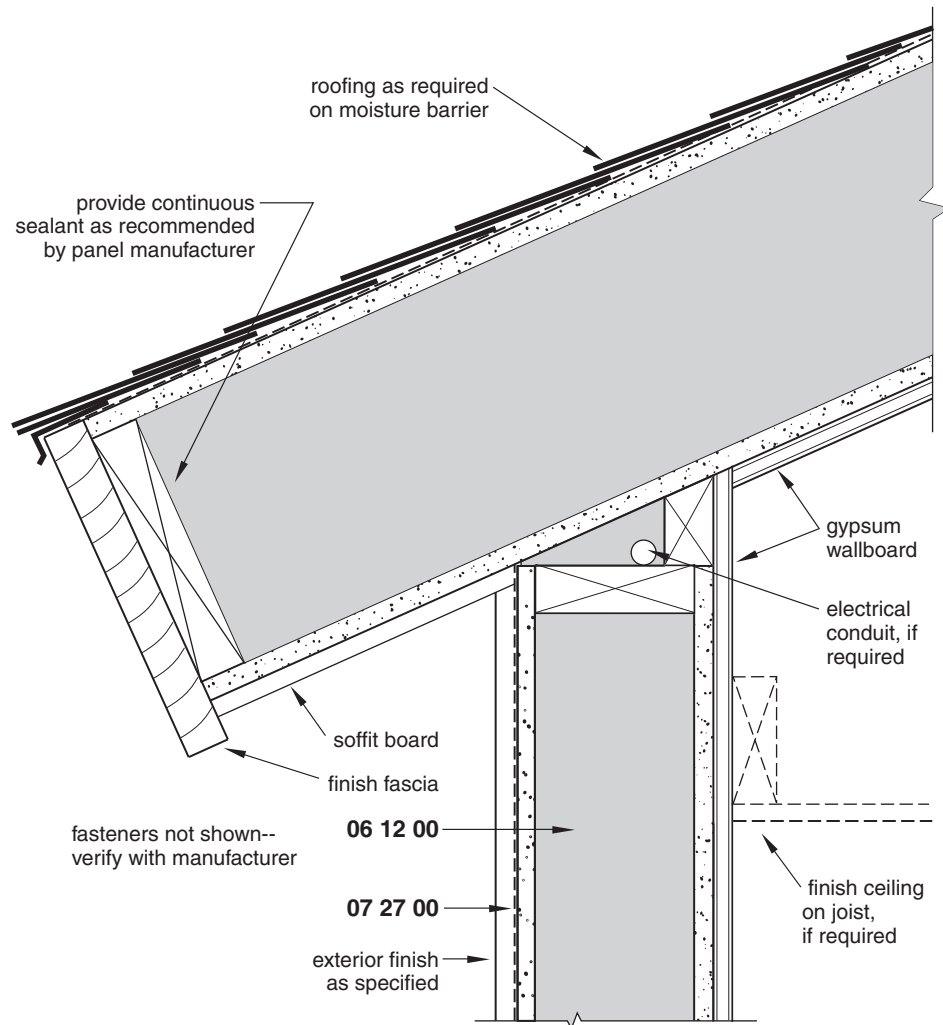 roofing as required
on moisture barrier
provide continuous
sealant as recommended
by panel manufacturer
gypsum
wallboard
electrical
conduit, if
required
soffit board
finish fascia
fasteners not shown--
verify with manufacturer
06 12 00
07 27 00
exterior finish
as specified
finish ceiling
on joist,
if required